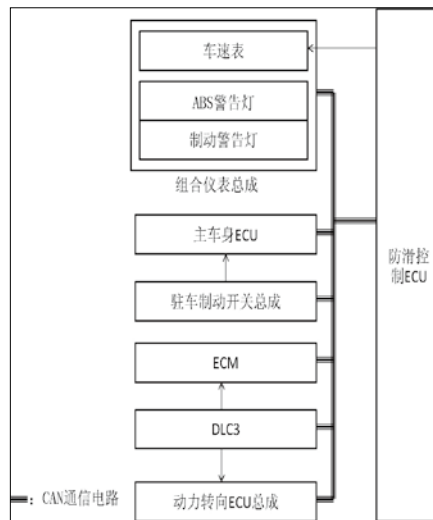 车速表
ABS警告灯
制动警告灯
组合仪表总成
主车身ECU
驻车制动开关总成
ECM
DLC3
动力转向ECU总成
防滑控
制ECU
：CAN通信电路